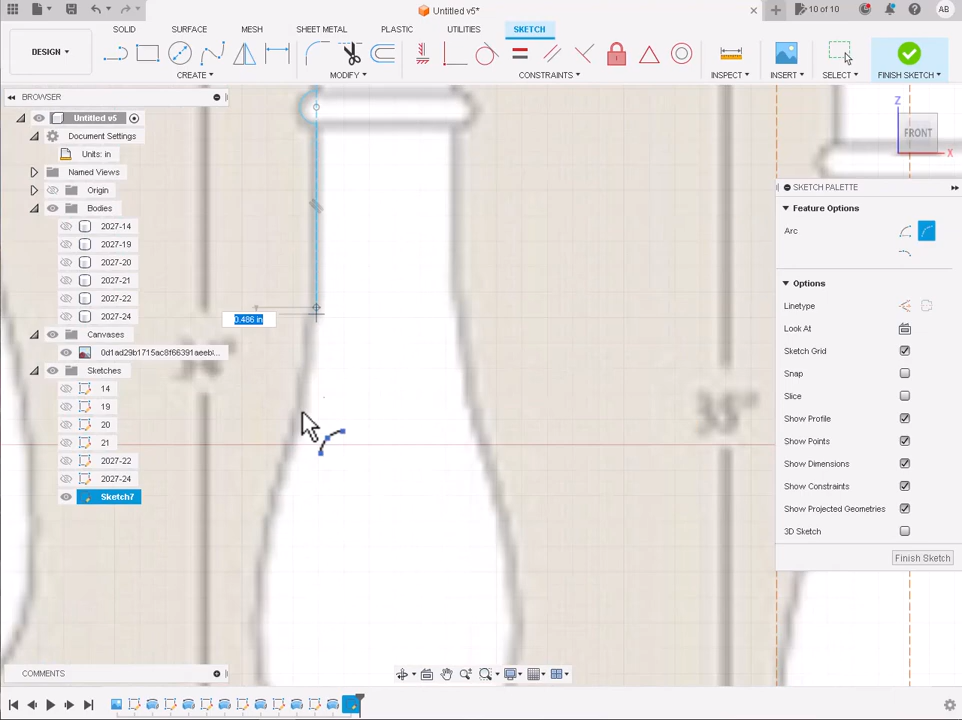 Untitled v5*
10 of 10
AB
DESIGN
SOLID SURFACE MESH SHEET METAL PLASTIC UTILITIES SKETCH
CREATE MODIFY CONSTRAINTS INSPECT INSERT SELECT FINISH SKETCH
BROWSER
Untitled v5
Document Settings
Units: in
Named Views
Origin
Bodies
2027-14
2027-19
2027-20
2027-21
2027-22
2027-24
Canvases
0d1ad29b1715ac8f66391aeebl...
Sketches
14
19
20
21
2027-22
2027-24
Sketch7
0.486 in
35"
Z
FRONT
X
SKETCH PALETTE
Feature Options
Arc
Options
Linetype
Look At
Sketch Grid
Snap
Slice
Show Profile
Show Points
Show Dimensions
Show Constraints
Show Projected Geometries
3D Sketch
Finish Sketch
COMMENTS